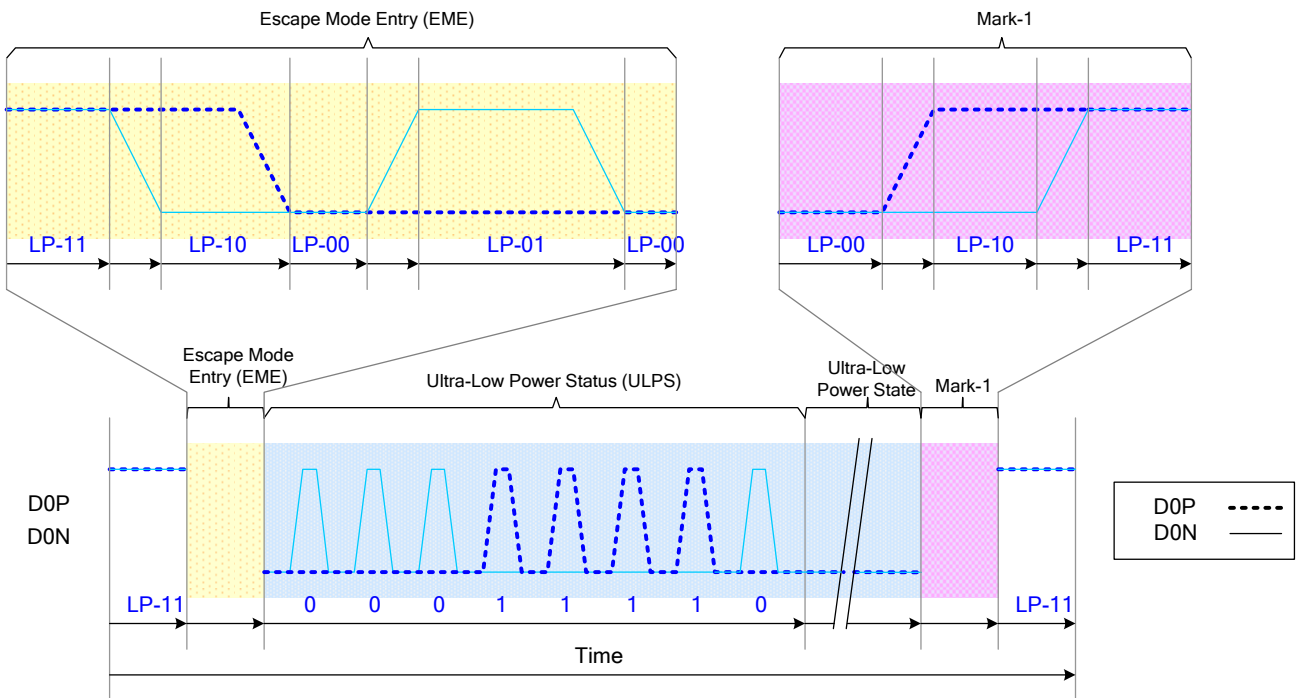 Escape Mode Entry (EME)
Mark-1
LP-11 LP-10 LP-00 LP-01 LP-00
LP-00 LP-10 LP-11
Escape Mode
Entry (EME)
Ultra-Low Power Status (ULPS)
Ultra-Low
Power State
Mark-1
D0P
D0N
D0P
D0N
LP-11 0 0 0 1 1 1 1 0 LP-11
Time